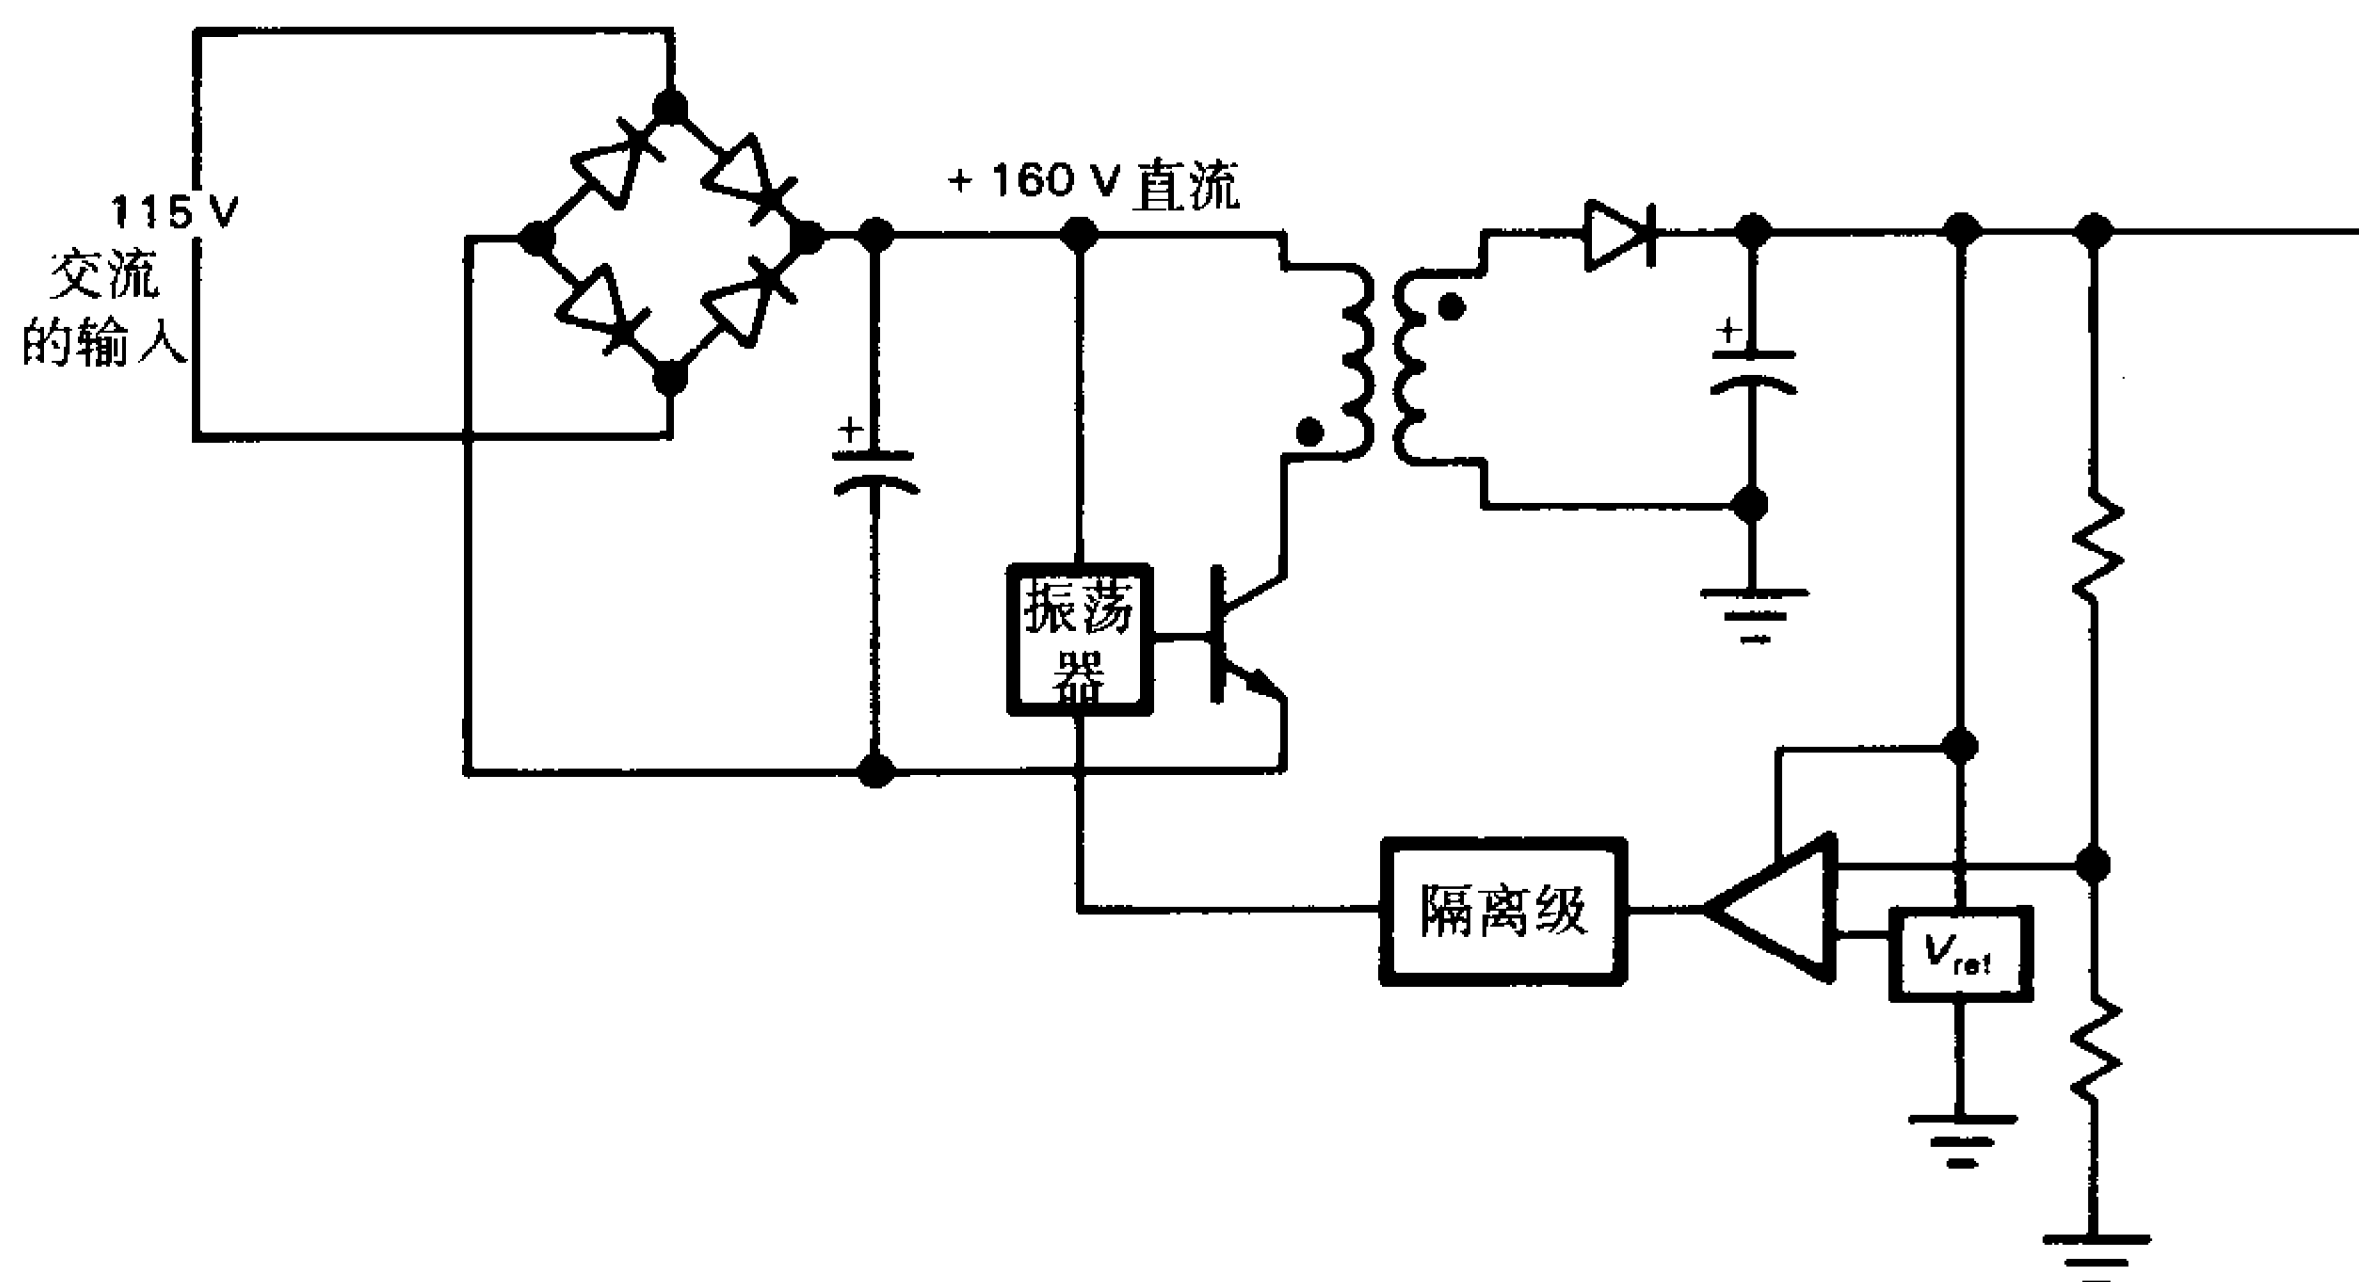 115 V
交流
的输入
+ 160 V 直流
+
+
振荡
器
隔离级
Vref